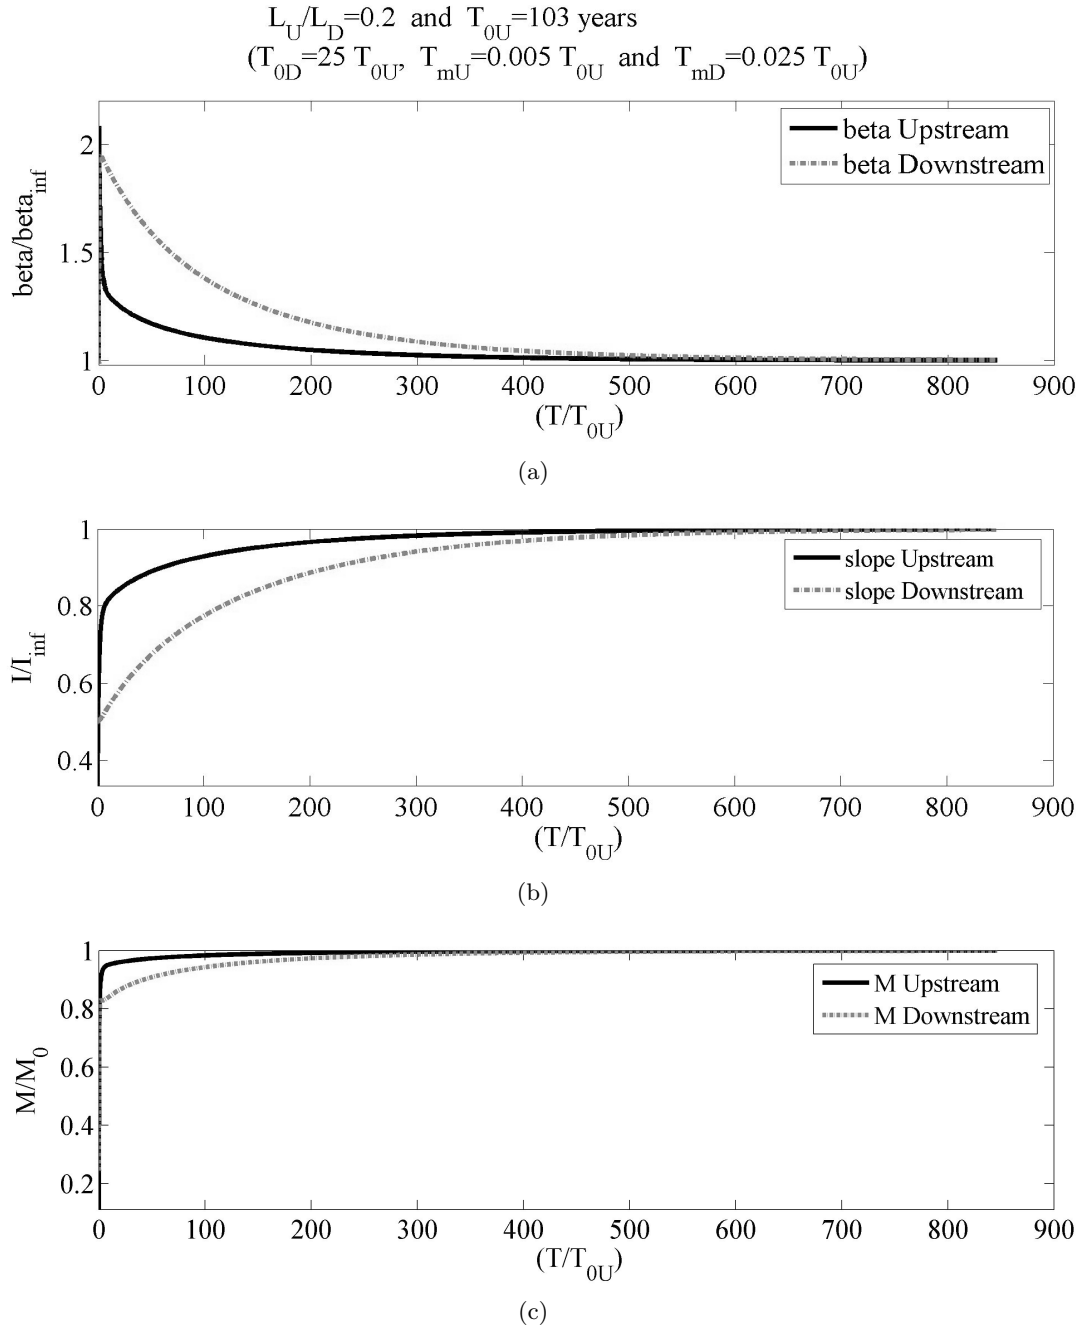 L_U/L_D=0.2 and T_0U=103 years
(T_0D=25 T_0U, T_mU=0.005 T_0U and T_mD=0.025 T_0U)
beta/beta_inf
2
1.5
1
beta Upstream
beta Downstream
0 100 200 300 400 500 600 700 800 900
(T/T_0U)
(a)
I/I_inf
1
0.8
0.6
0.4
slope Upstream
slope Downstream
0 100 200 300 400 500 600 700 800 900
(T/T_0U)
(b)
M/M_0
1
0.8
0.6
0.4
0.2
M Upstream
M Downstream
0 100 200 300 400 500 600 700 800 900
(T/T_0U)
(c)